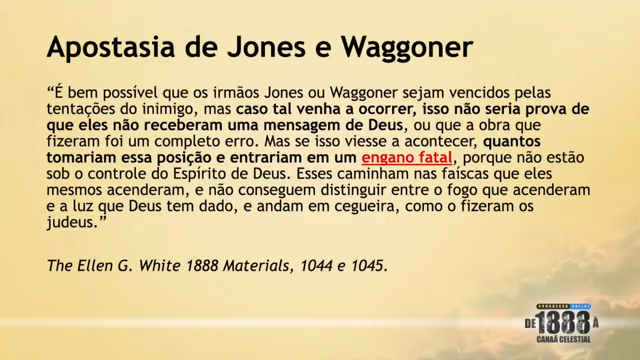 Apostasia de Jones e Waggoner
“É bem possível que os irmãos Jones ou Waggoner sejam vencidos pelas
tentações do inimigo, mas caso tal venha a ocorrer, isso não seria prova de
que eles não receberam uma mensagem de Deus, ou que a obra que
fizeram foi um completo erro. Mas se isso viesse a acontecer, quantos
tomariam essa posição e entrariam em um engano fatal, porque não estão
sob o controle do Espírito de Deus. Esses caminham nas faíscas que eles
mesmos acenderam, e não conseguem distinguir entre o fogo que acenderam
e a luz que Deus tem dado, e andam em cegueira, como o fizeram os
judeus.”
The Ellen G. White 1888 Materials, 1044 e 1045.
DE 1888 À
CANAÃ CELESTIAL